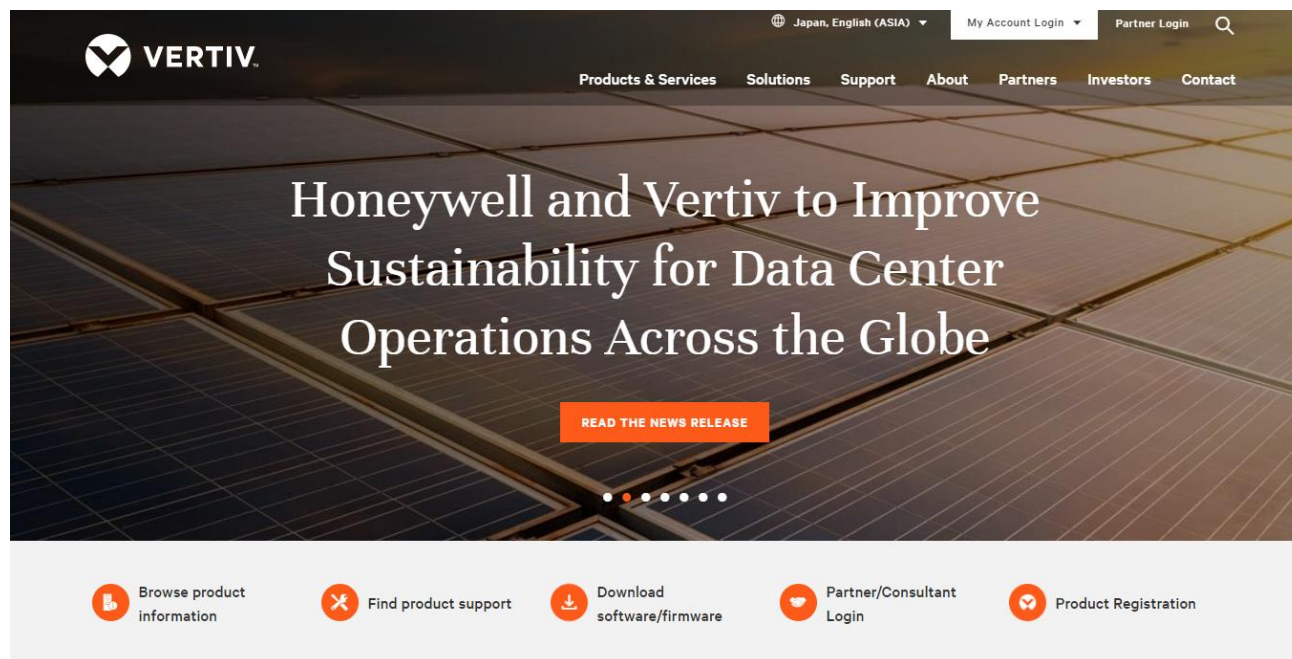 Japan, English (ASIA)
My Account Login
Partner Login
VERTIV™
Products & Services
Solutions
Support
About
Partners
Investors
Contact
Honeywell and Vertiv to Improve
Sustainability for Data Center
Operations Across the Globe
READ THE NEWS RELEASE
Browse product
information
Find product support
Download
software/firmware
Partner/Consultant
Login
Product Registration